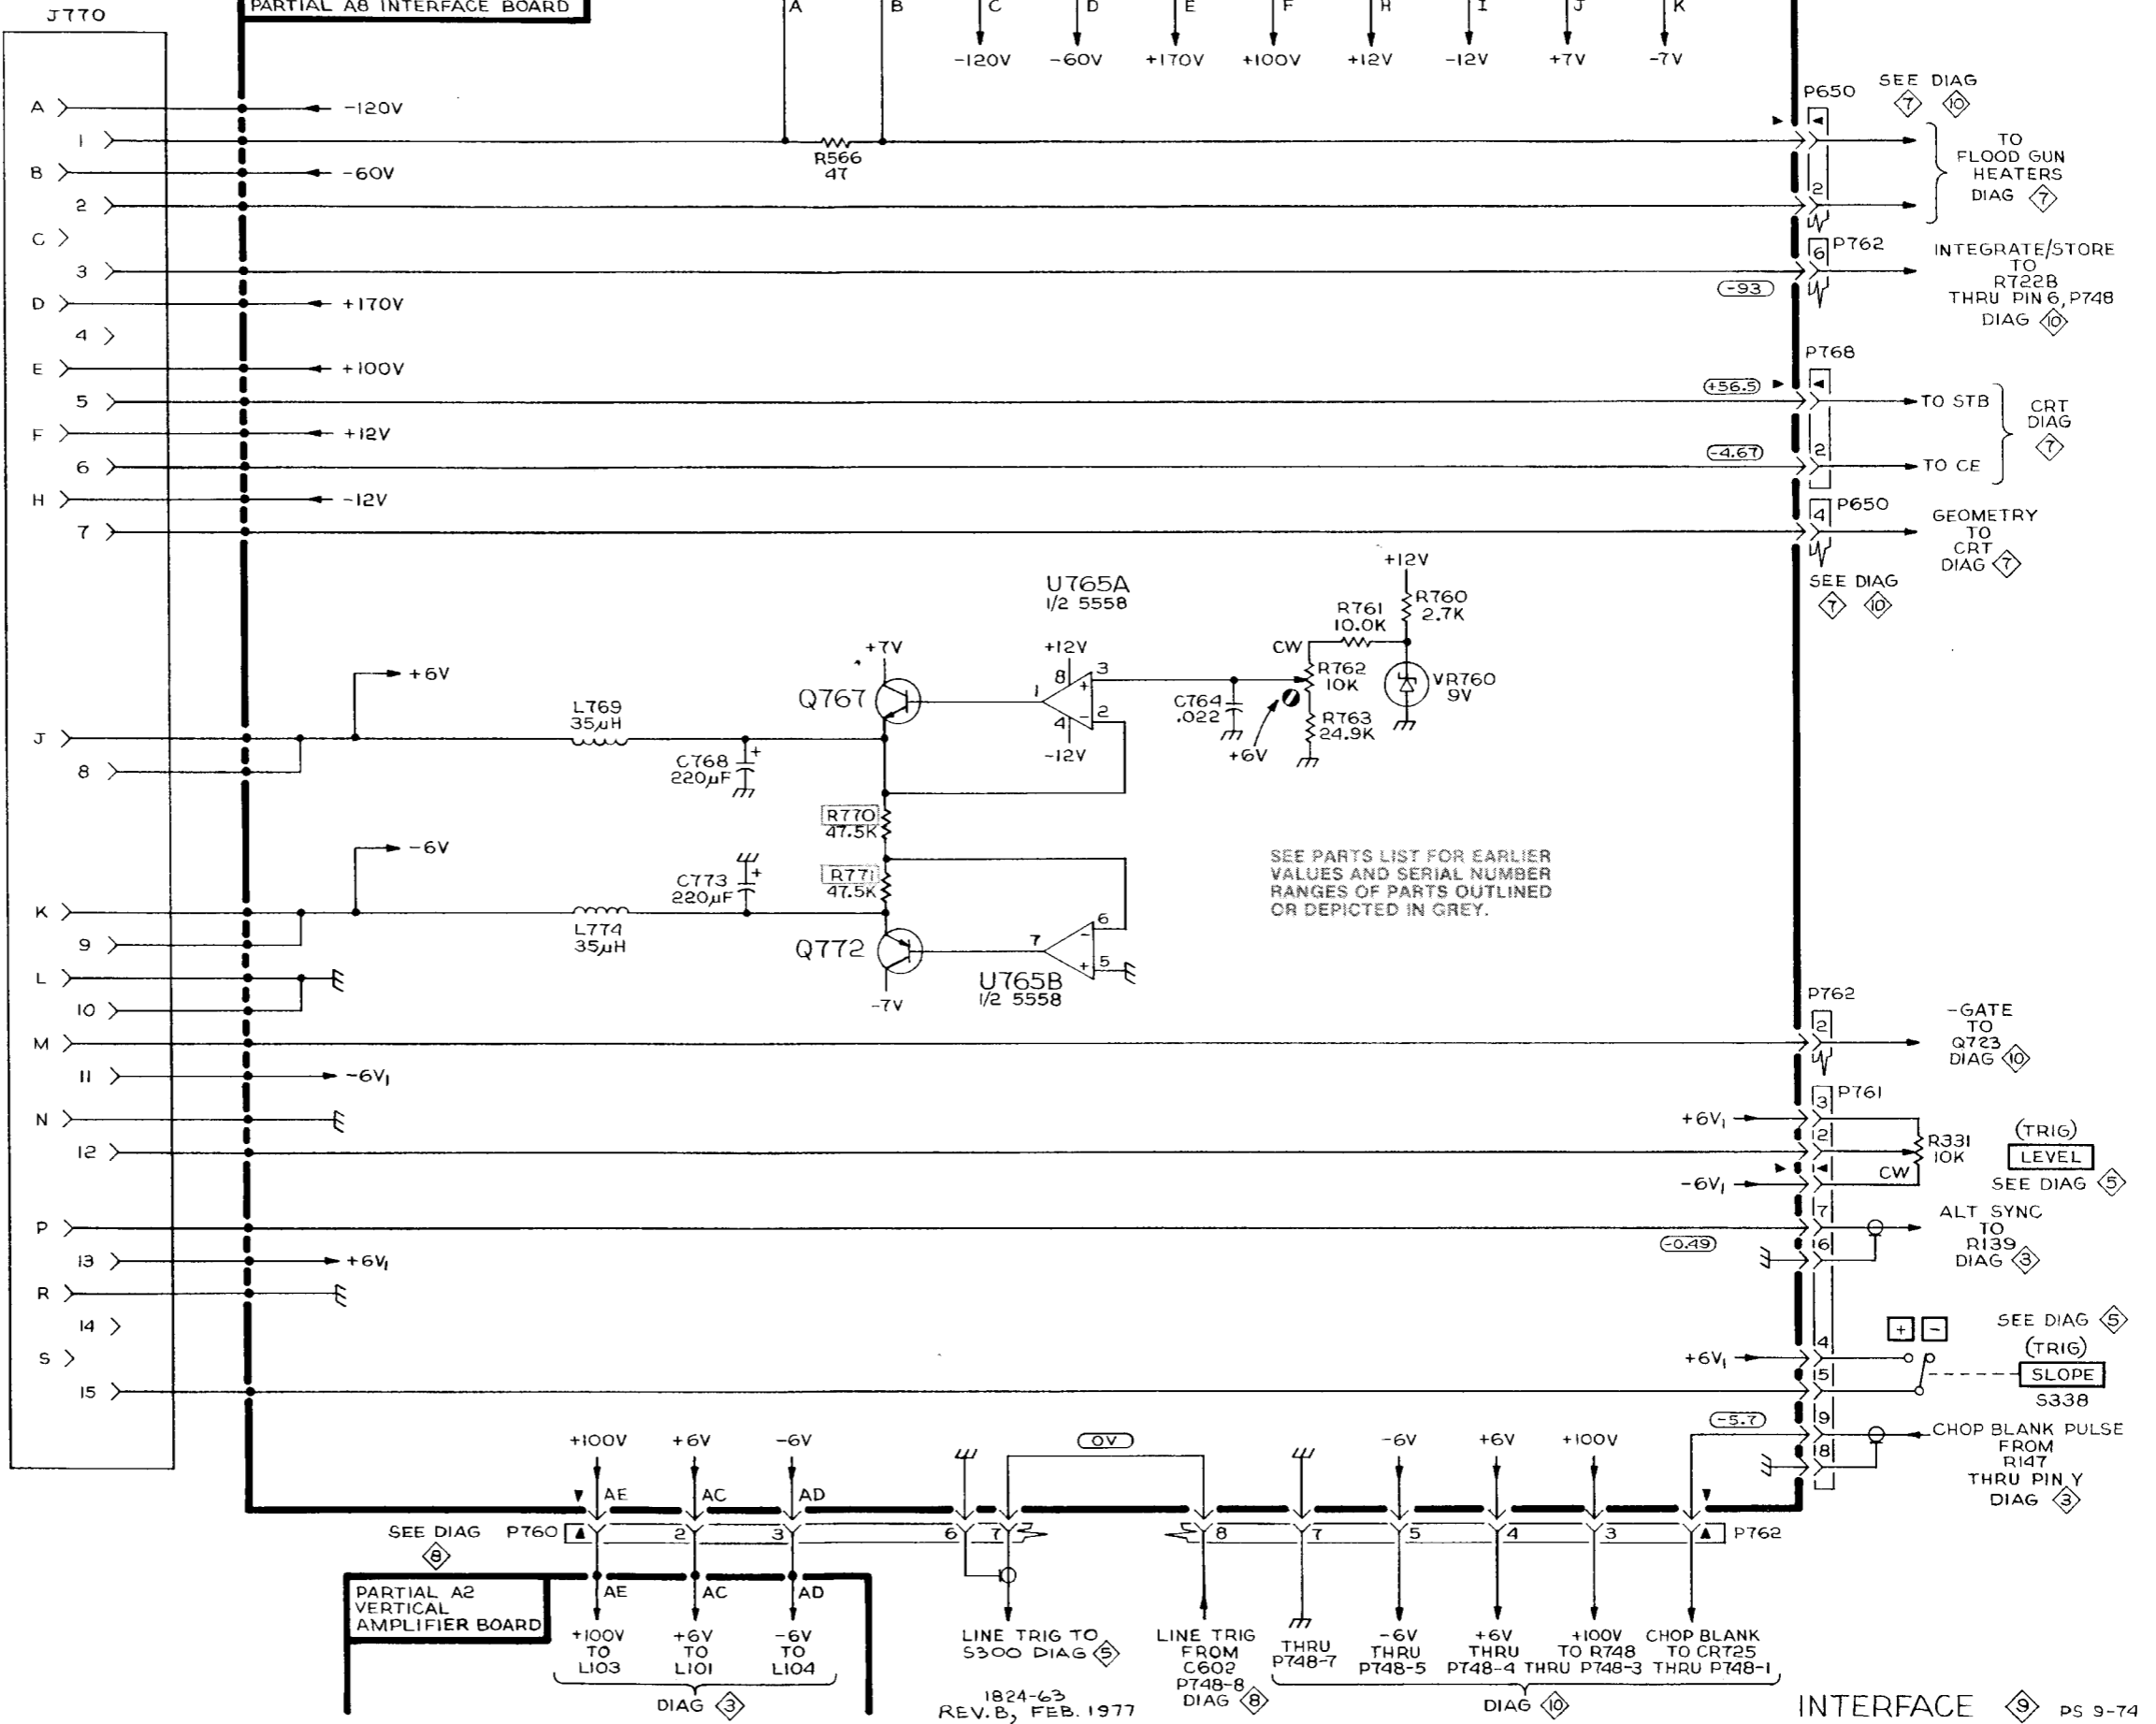 J770
PARTIAL A8 INTERFACE BOARD
A B C D E F H I J K
-120V -60V +170V +100V +12V -12V +7V -7V
A
-120V
1
R566
47
B
-60V
2
C
3
D
+170V
4
E
+100V
5
F
+12V
6
H
-12V
7
P650
SEE DIAG
7 10
TO
FLOOD GUN
HEATERS
DIAG 7
2
6
P762
-93
INTEGRATE/STORE
TO
R722B
THRU PIN 6, P748
DIAG 10
P768
+56.5
TO STB
CRT
DIAG
7
-4.67
2
TO CE
P650
4
GEOMETRY
TO
CRT
DIAG 7
SEE DIAG
7 10
U765A
1/2 5558
+12V
R760
2.7K
R761
10.0K
CW
R762
10K
VR760
9V
R763
24.9K
+6V
C764
.022
+12V
8
3
+
1
2
-
4
-12V
+7V
Q767
+6V
L769
35µH
C768
220µF
+
J
8
R770
47.5K
R771
47.5K
-6V
C773
220µF
+
L774
35µH
K
9
Q772
-7V
7
6
-
5
+
U765B
1/2 5558
SEE PARTS LIST FOR EARLIER
VALUES AND SERIAL NUMBER
RANGES OF PARTS OUTLINED
OR DEPICTED IN GREY.
L
10
M
11
-6V1
N
12
P
13
+6V1
R
14
S
15
P762
2
-GATE
TO
Q723
DIAG 10
P761
+6V1
3
2
R331
10K
CW
-6V1
(TRIG)
LEVEL
SEE DIAG 5
7
-0.49
6
ALT SYNC
TO
R139
DIAG 3
SEE DIAG 5
+ -
(TRIG)
SLOPE
S338
+6V1
4
5
-5.7
9
8
CHOP BLANK PULSE
FROM
R147
THRU PIN Y
DIAG 3
+100V +6V -6V
0V
-6V +6V +100V
AE AC AD
SEE DIAG
8
P760
2 3 6 7
8 7 5 4 3
P762
PARTIAL A2
VERTICAL
AMPLIFIER BOARD
AE AC AD
+100V
TO
L103
+6V
TO
L101
-6V
TO
L104
DIAG 3
LINE TRIG TO
S300 DIAG 5
LINE TRIG
FROM
C602
P748-8
DIAG 8
THRU
P748-7
-6V
THRU
P748-5
+6V
THRU
P748-4
+100V
TO R748
THRU P748-3
CHOP BLANK
TO CR725
THRU P748-1
DIAG 10
1824-63
REV.B, FEB. 1977
INTERFACE 9 PS 9-74